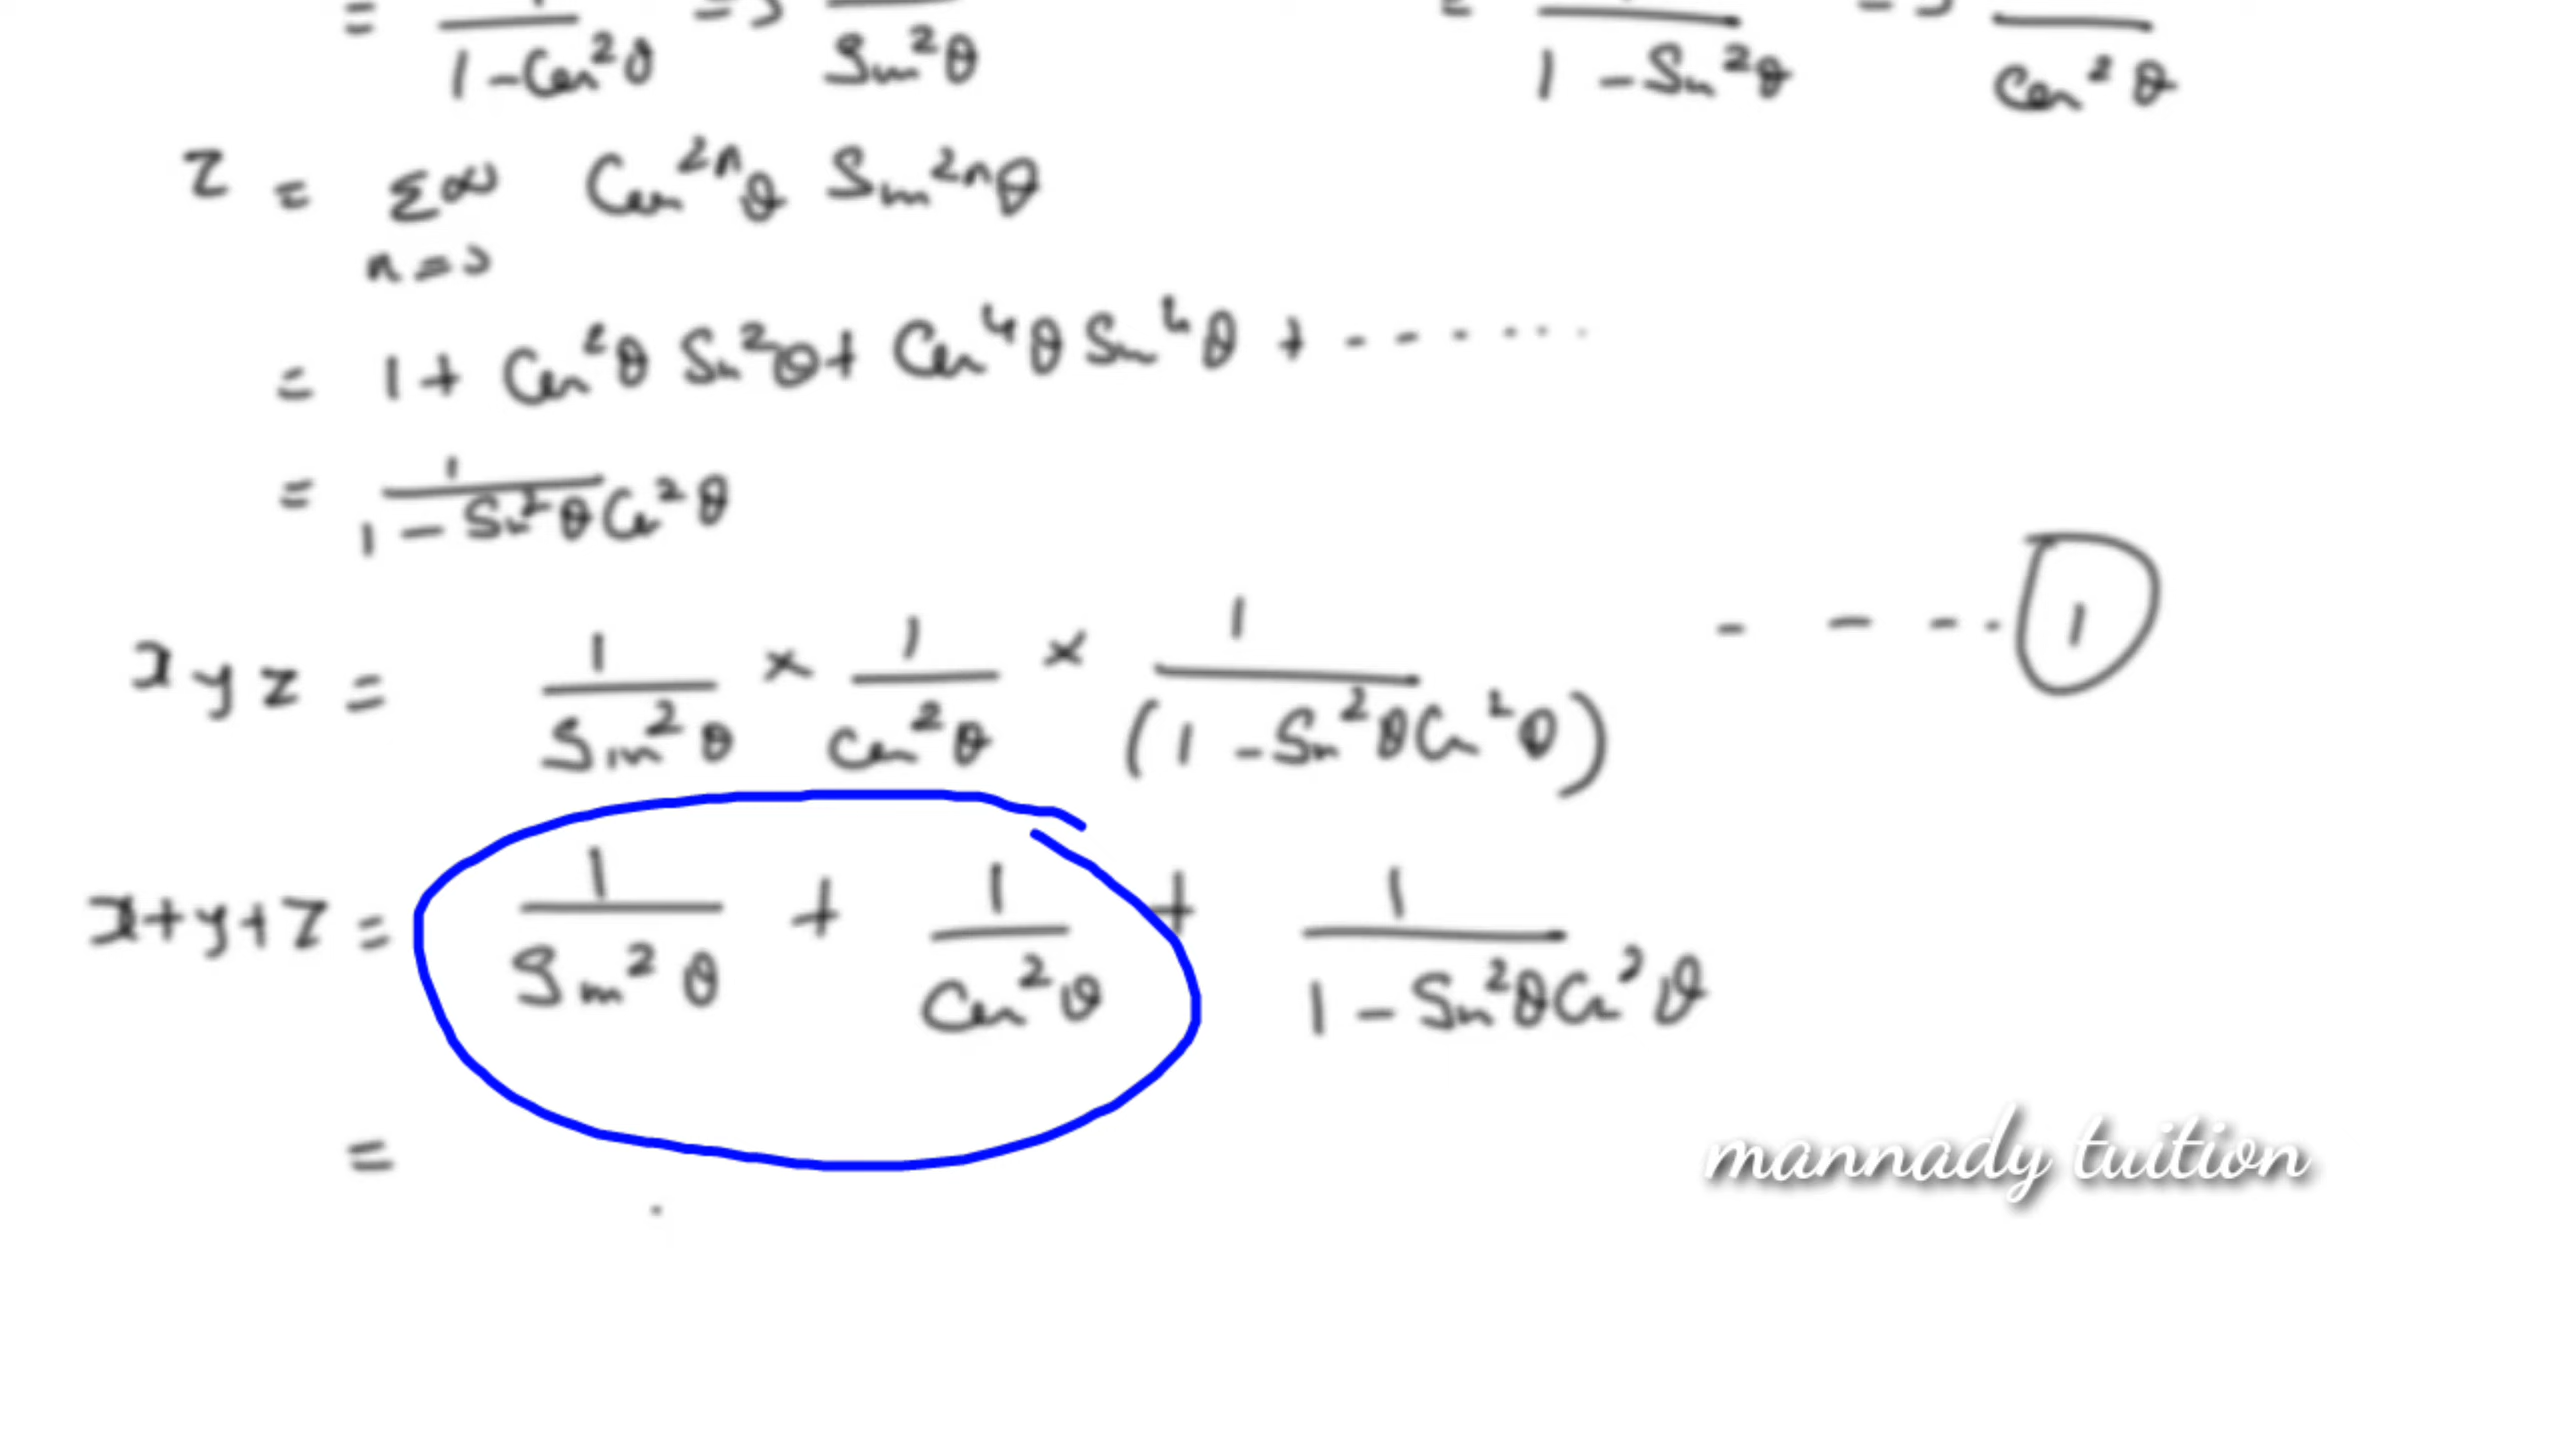 = 1/(1 - Cos²θ) => 1/Sin²θ = 1/(1 - Sin²θ) => 1/Cos²θ
z = Σ∞ Cos²ⁿθ Sin²ⁿθ
n=0
= 1 + Cos²θ Sin²θ + Cos⁴θ Sin⁴θ + ------
= 1/(1 - Sin²θ Cos²θ)
xyz = 1/Sin²θ × 1/Cos²θ × 1/(1 - Sin²θ Cos²θ) ---- 1
x+y+z = 1/Sin²θ + 1/Cos²θ + 1/(1 - Sin²θ Cos²θ)
=
mannady tuition